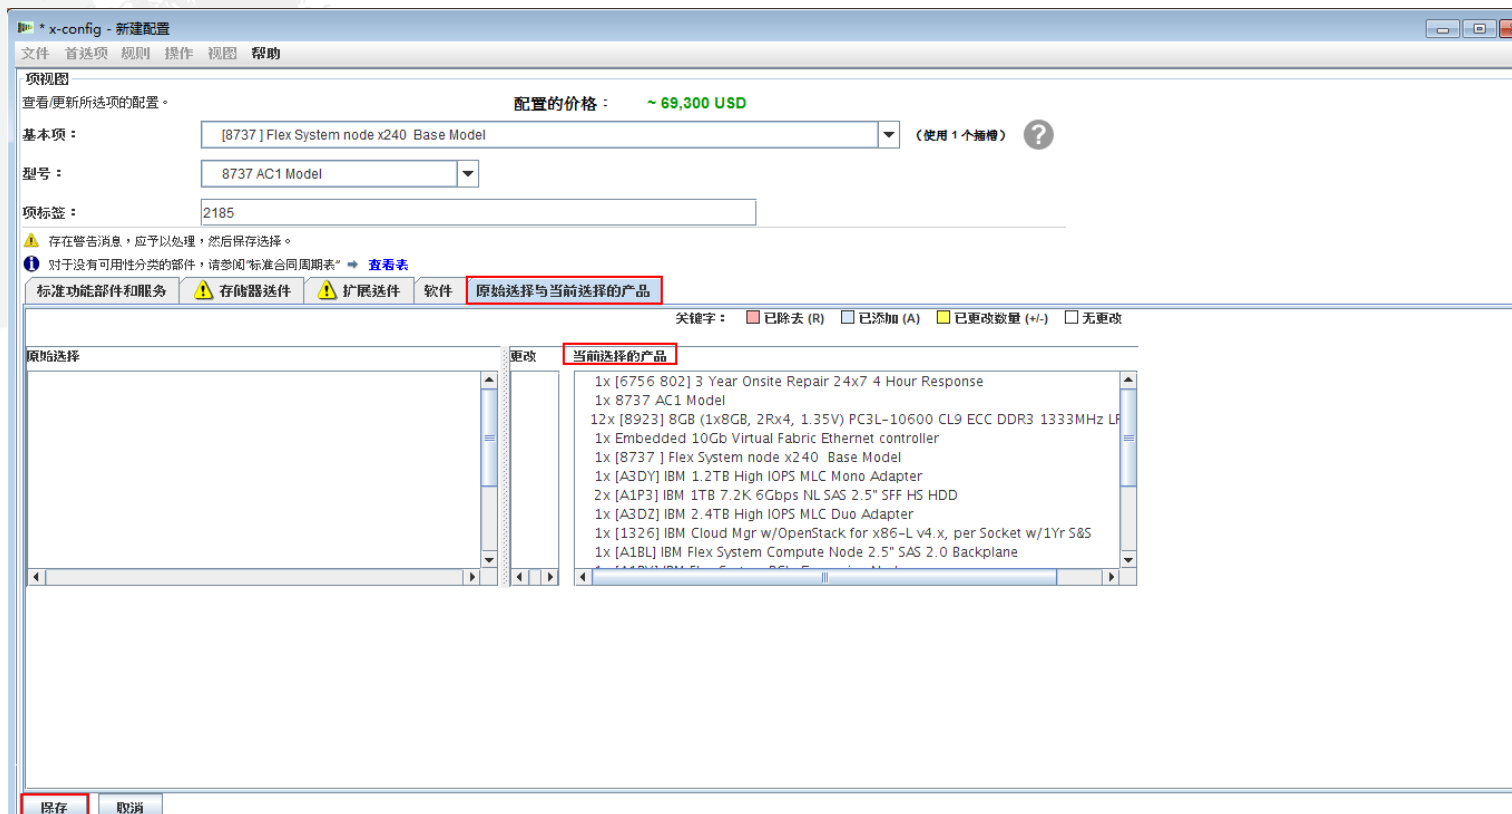 * x-config - 新建配置
文件 首选项 规则 操作 视图 帮助
项视图
查看/更新所选项的配置。 配置的价格： ~ 69,300 USD
基本项： [8737 ] Flex System node x240 Base Model （使用 1 个插槽） ?
型号： 8737 AC1 Model
项标签： 2185
存在警告消息，应予以处理，然后保存选择。
对于没有可用性分类的部件，请参阅"标准合同周期表" ➡ 查看表
标准功能部件和服务 存储器选件 扩展选件 软件 原始选择与当前选择的产品
关键字： 已除去 (R) 已添加 (A) 已更改数量 (+/-) 无更改
原始选择 更改 当前选择的产品
1x [6756 802] 3 Year Onsite Repair 24x7 4 Hour Response
1x 8737 AC1 Model
12x [8923] 8GB (1x8GB, 2Rx4, 1.35V) PC3L-10600 CL9 ECC DDR3 1333MHz
1x Embedded 10Gb Virtual Fabric Ethernet controller
1x [8737 ] Flex System node x240 Base Model
1x [A3DY] IBM 1.2TB High IOPS MLC Mono Adapter
2x [A1P3] IBM 1TB 7.2K 6Gbps NL SAS 2.5" SFF HS HDD
1x [A3DZ] IBM 2.4TB High IOPS MLC Duo Adapter
1x [1326] IBM Cloud Mgr w/OpenStack for x86-L v4.x, per Socket w/1Yr S&S
1x [A1BL] IBM Flex System Compute Node 2.5" SAS 2.0 Backplane
保存 取消